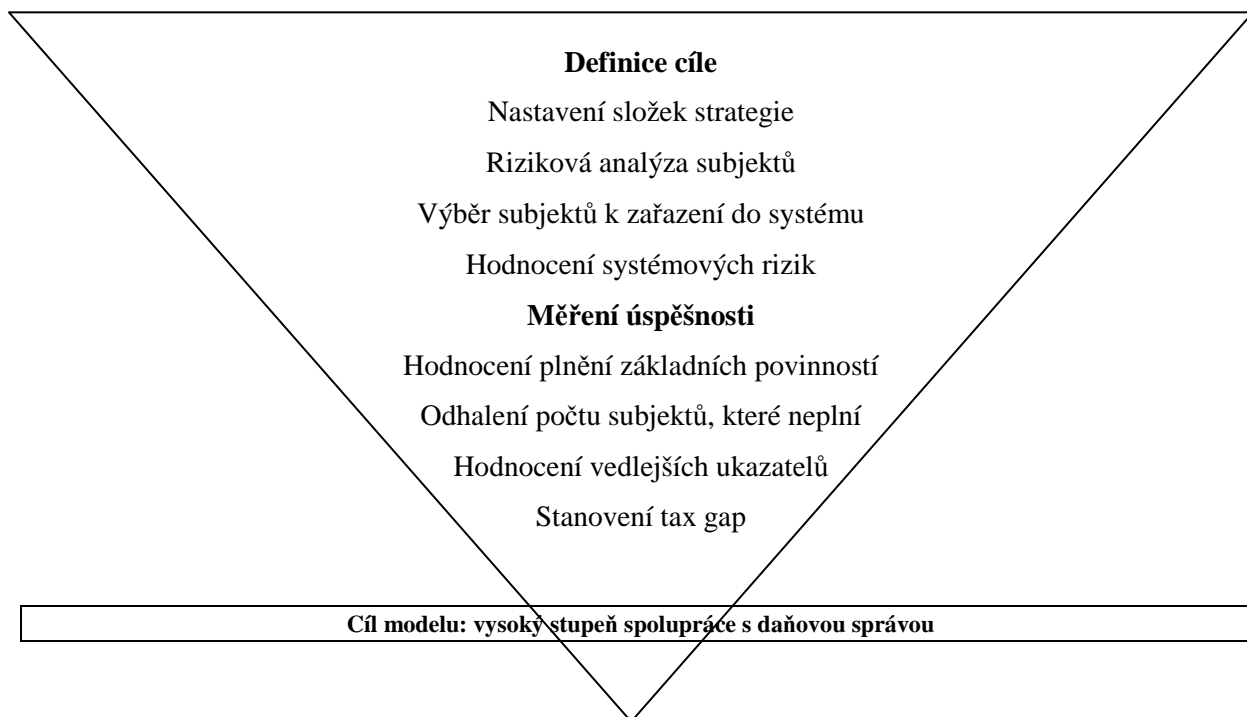 Definice cíle
Nastavení složek strategie
Riziková analýza subjektů
Výběr subjektů k zařazení do systému
Hodnocení systémových rizik
Měření úspěšnosti
Hodnocení plnění základních povinností
Odhalení počtu subjektů, které neplní
Hodnocení vedlejších ukazatelů
Stanovení tax gap
Cíl modelu: vysoký stupeň spolupráce s daňovou správou